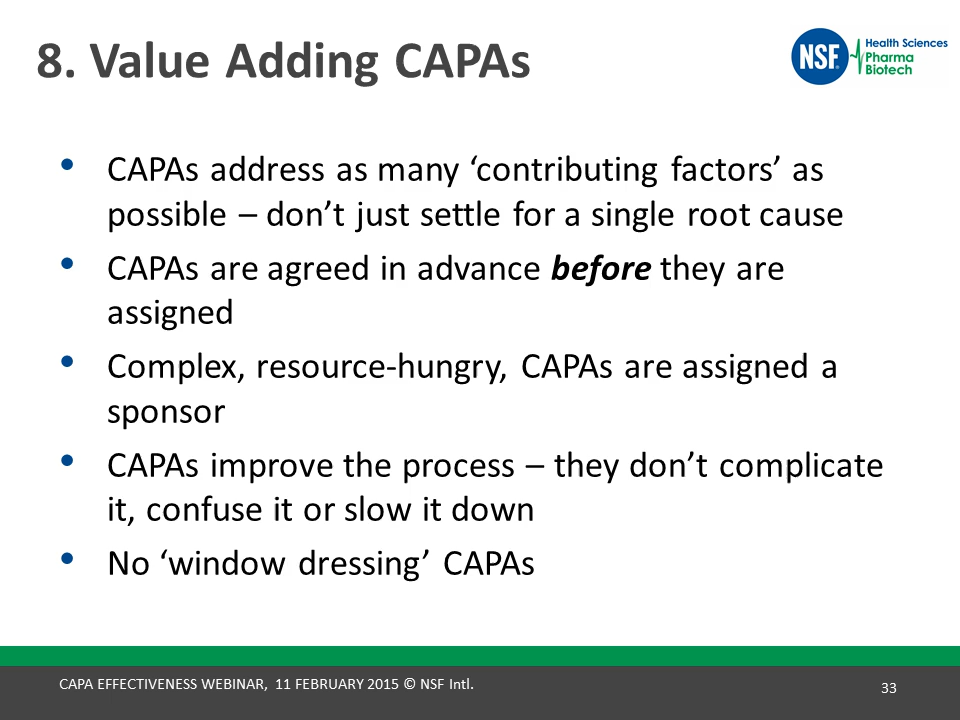 8. Value Adding CAPAs
NSF
Health Sciences
Pharma
Biotech
• CAPAs address as many ‘contributing factors’ as
possible – don’t just settle for a single root cause
• CAPAs are agreed in advance before they are
assigned
• Complex, resource-hungry, CAPAs are assigned a
sponsor
• CAPAs improve the process – they don’t complicate
it, confuse it or slow it down
• No ‘window dressing’ CAPAs
CAPA EFFECTIVENESS WEBINAR, 11 FEBRUARY 2015 © NSF Intl.
33